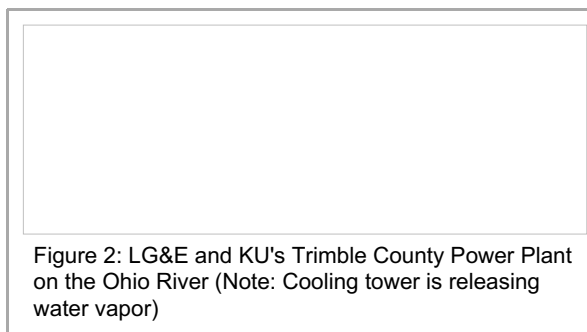 Figure 2: LG&E and KU's Trimble County Power Plant
on the Ohio River (Note: Cooling tower is releasing
water vapor)